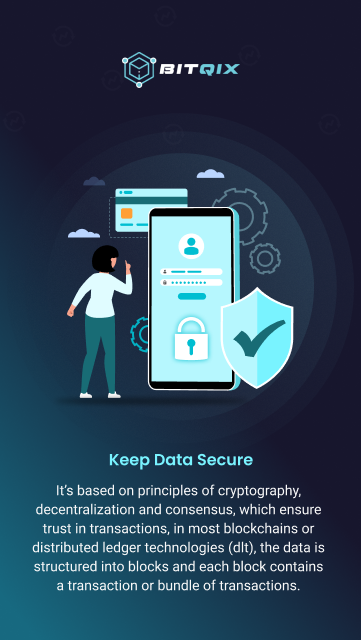 BITQIX
Keep Data Secure
It's based on principles of cryptography,
decentralization and consensus, which ensure
trust in transactions, in most blockchains or
distributed ledger technologies (dlt), the data is
structured into blocks and each block contains
a transaction or bundle of transactions.